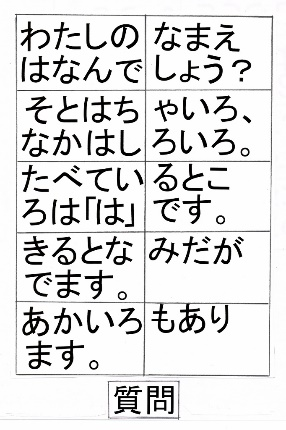 わたしのなまえ
はなんでしょう？
そとはちゃいろ、
なかはしろいろ。
たべているとこ
ろは「は」です。
きるとなみだが
でます。
あかいろもあり
ます。
質問